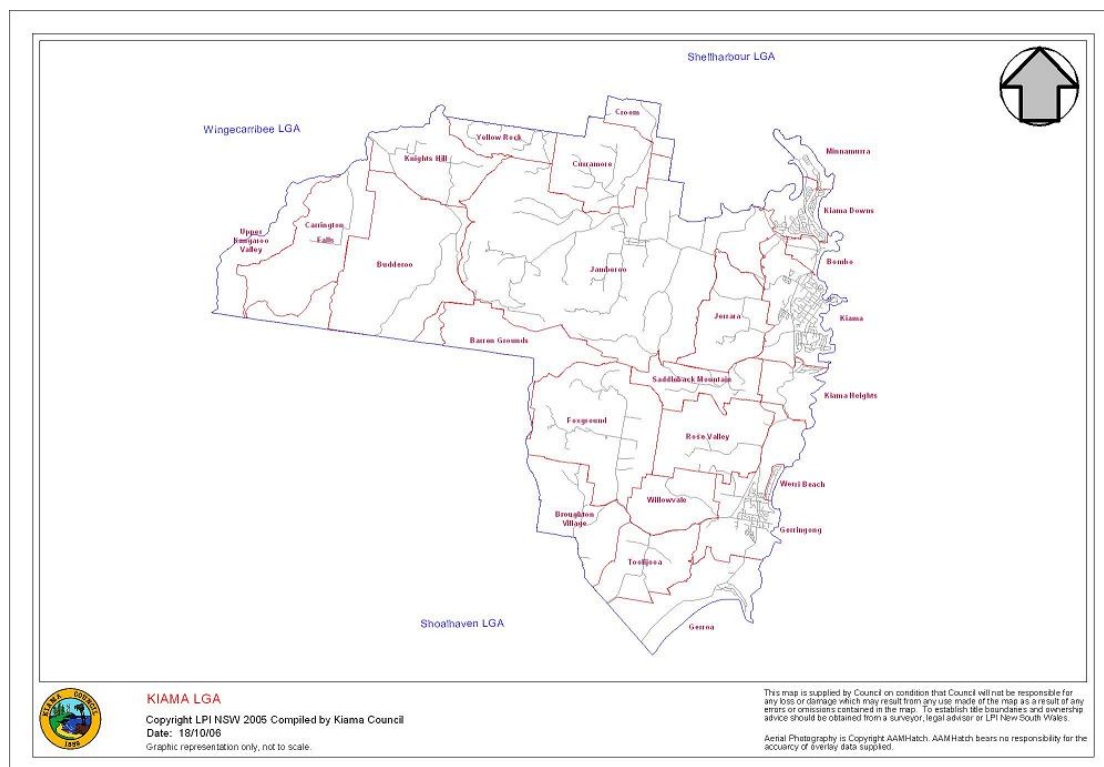 Shellharbour LGA
Wingecarribee LGA
Croom
Yellow Rock
Knights Hill
Curramore
Minnamurra
Kiama Downs
Carrington
Falls
Upper
Kangaroo
Valley
Budderoo
Jamberoo
Bombo
Jerrara
Kiama
Barren Grounds
Saddleback Mountain
Kiama Heights
Foxground
Rose Valley
Werri Beach
Willowvale
Broughton
Village
Gerringong
Toolijooa
Shoalhaven LGA
Gerroa
KIAMA COUNCIL
KIAMA LGA
Copyright LPI NSW 2005 Compiled by Kiama Council
Date: 18/10/06
Graphic representation only, not to scale.
This map is supplied by Council on condition that Council will not be responsible for
any loss or damage which may result from any use made of the map as a result of any
errors or omissions contained in the map. To establish title boundaries and ownership
advice should be obtained from a surveyor, legal advisor or LPI New South Wales.
Aerial Photography is Copyright AAMHatch. AAMHatch bears no responsibility for the
accuarcy of overlay data supplied.